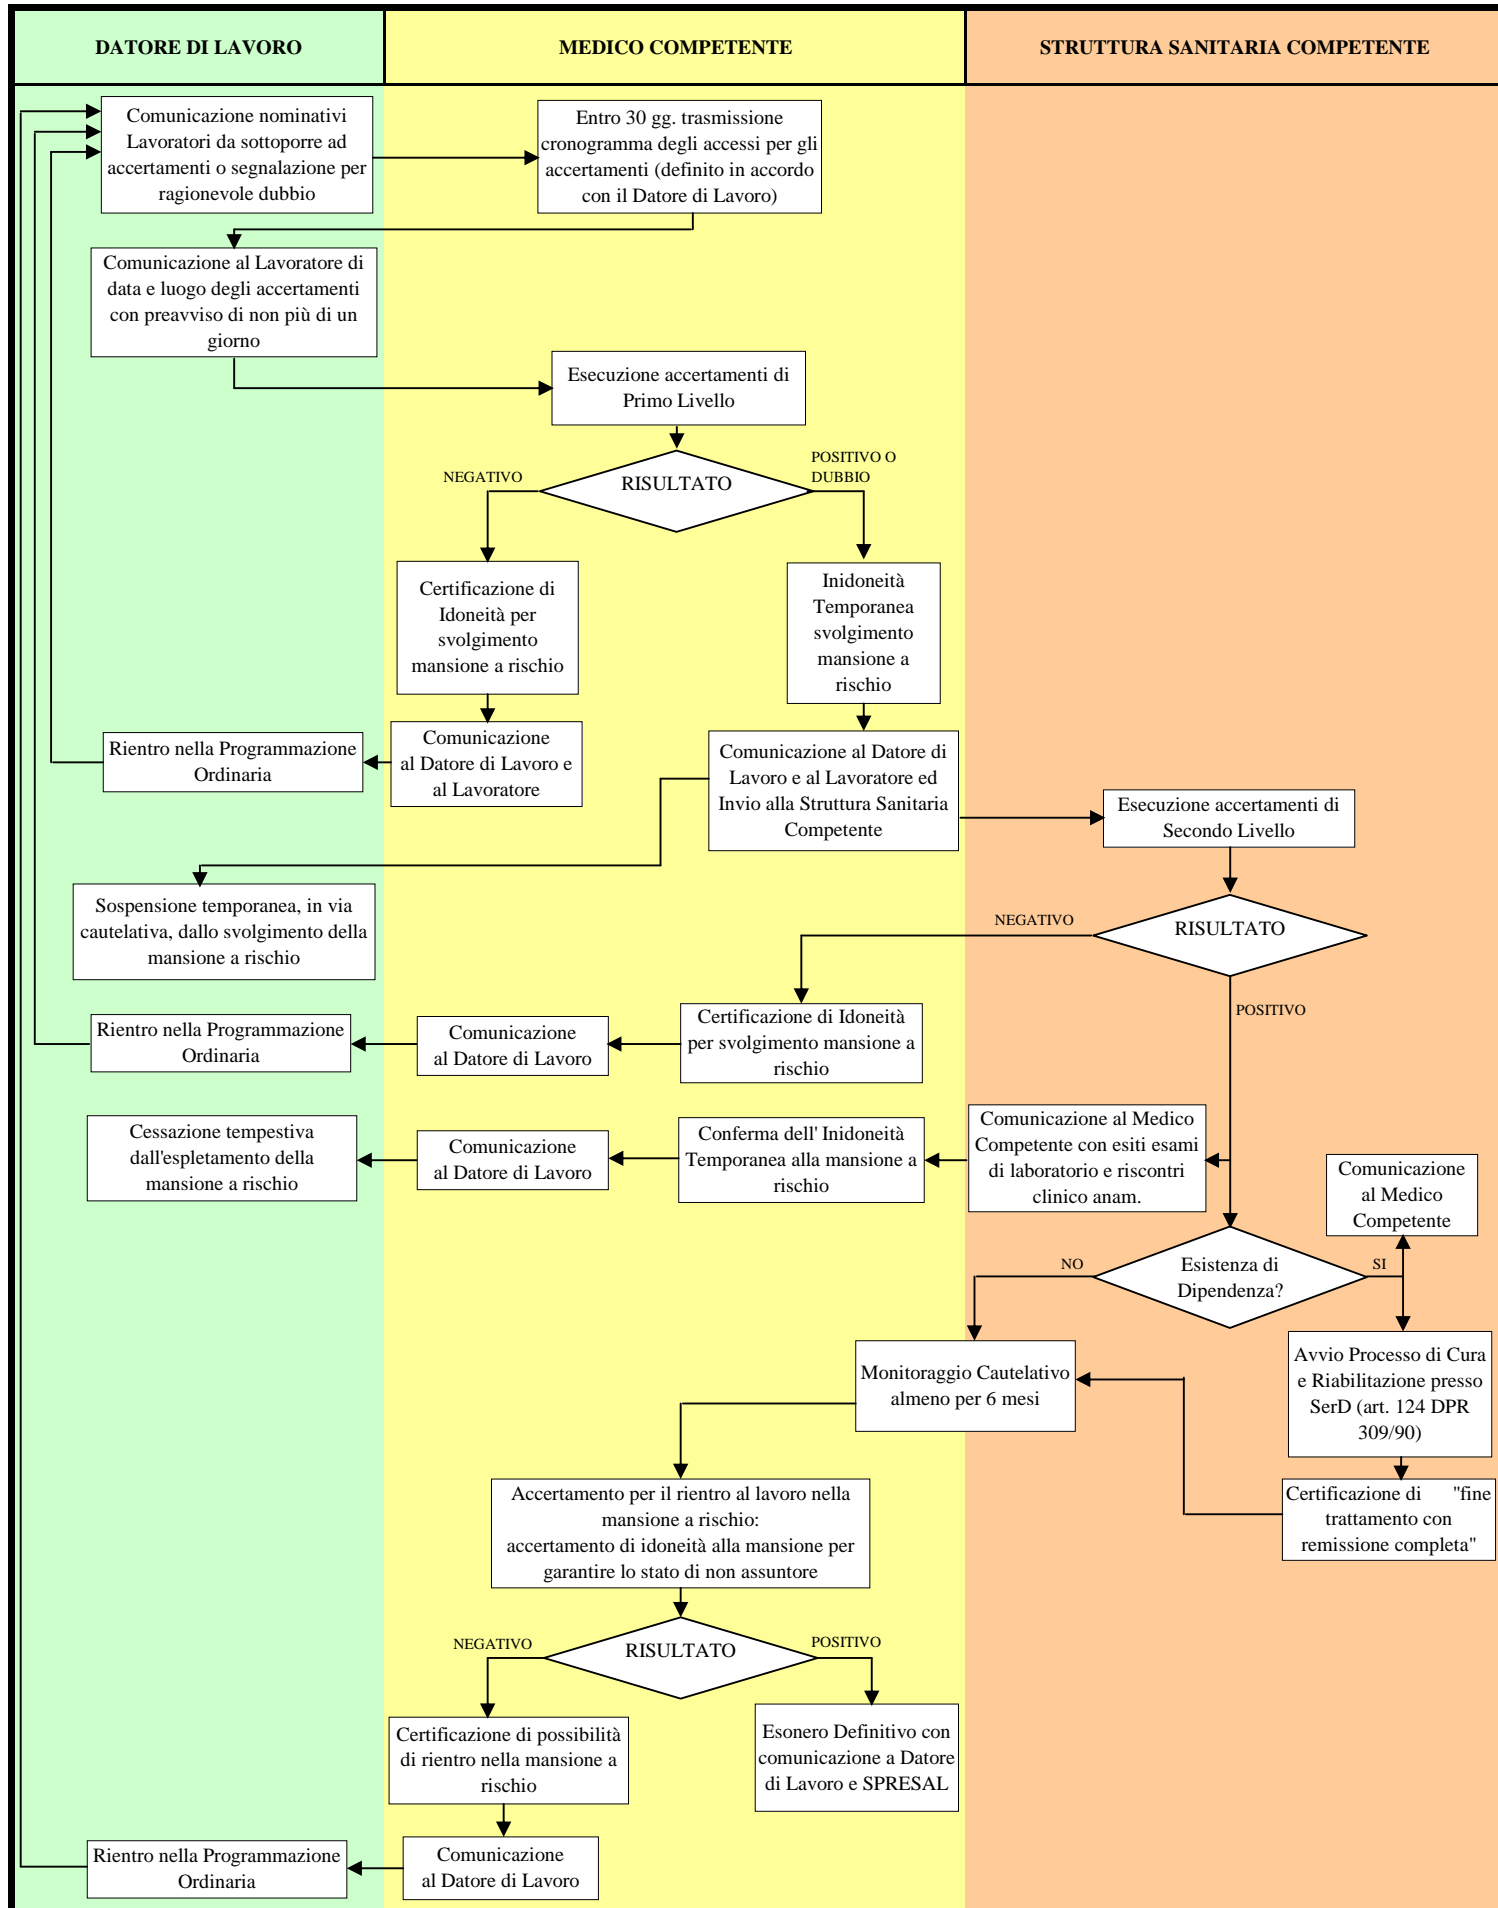 DATORE DI LAVORO
MEDICO COMPETENTE
STRUTTURA SANITARIA COMPETENTE
Comunicazione nominativi
Lavoratori da sottoporre ad
accertamenti o segnalazione per
ragionevole dubbio
Entro 30 gg. trasmissione
cronogramma degli accessi per gli
accertamenti (definito in accordo
con il Datore di Lavoro)
Comunicazione al Lavoratore di
data e luogo degli accertamenti
con preavviso di non più di un
giorno
Esecuzione accertamenti di
Primo Livello
NEGATIVO
RISULTATO
POSITIVO O
DUBBIO
Certificazione di
Idoneità per
svolgimento
mansione a rischio
Inidoneità
Temporanea
svolgimento
mansione a
rischio
Rientro nella Programmazione
Ordinaria
Comunicazione
al Datore di Lavoro e
al Lavoratore
Comunicazione al Datore di
Lavoro e al Lavoratore ed
Invio alla Struttura Sanitaria
Competente
Esecuzione accertamenti di
Secondo Livello
Sospensione temporanea, in via
cautelativa, dallo svolgimento della
mansione a rischio
NEGATIVO
RISULTATO
POSITIVO
Rientro nella Programmazione
Ordinaria
Comunicazione
al Datore di Lavoro
Certificazione di Idoneità
per svolgimento mansione a
rischio
Cessazione tempestiva
dall'espletamento della
mansione a rischio
Comunicazione
al Datore di Lavoro
Conferma dell' Inidoneità
Temporanea alla mansione a
rischio
Comunicazione al Medico
Competente con esiti esami
di laboratorio e riscontri
clinico anam.
Comunicazione
al Medico
Competente
NO
Esistenza di
Dipendenza?
SI
Monitoraggio Cautelativo
almeno per 6 mesi
Avvio Processo di Cura
e Riabilitazione presso
SerD (art. 124 DPR
309/90)
Accertamento per il rientro al lavoro nella
mansione a rischio:
accertamento di idoneità alla mansione per
garantire lo stato di non assuntore
Certificazione di "fine
trattamento con
remissione completa"
NEGATIVO
RISULTATO
POSITIVO
Certificazione di possibilità
di rientro nella mansione a
rischio
Esonero Definitivo con
comunicazione a Datore
di Lavoro e SPRESAL
Rientro nella Programmazione
Ordinaria
Comunicazione
al Datore di Lavoro